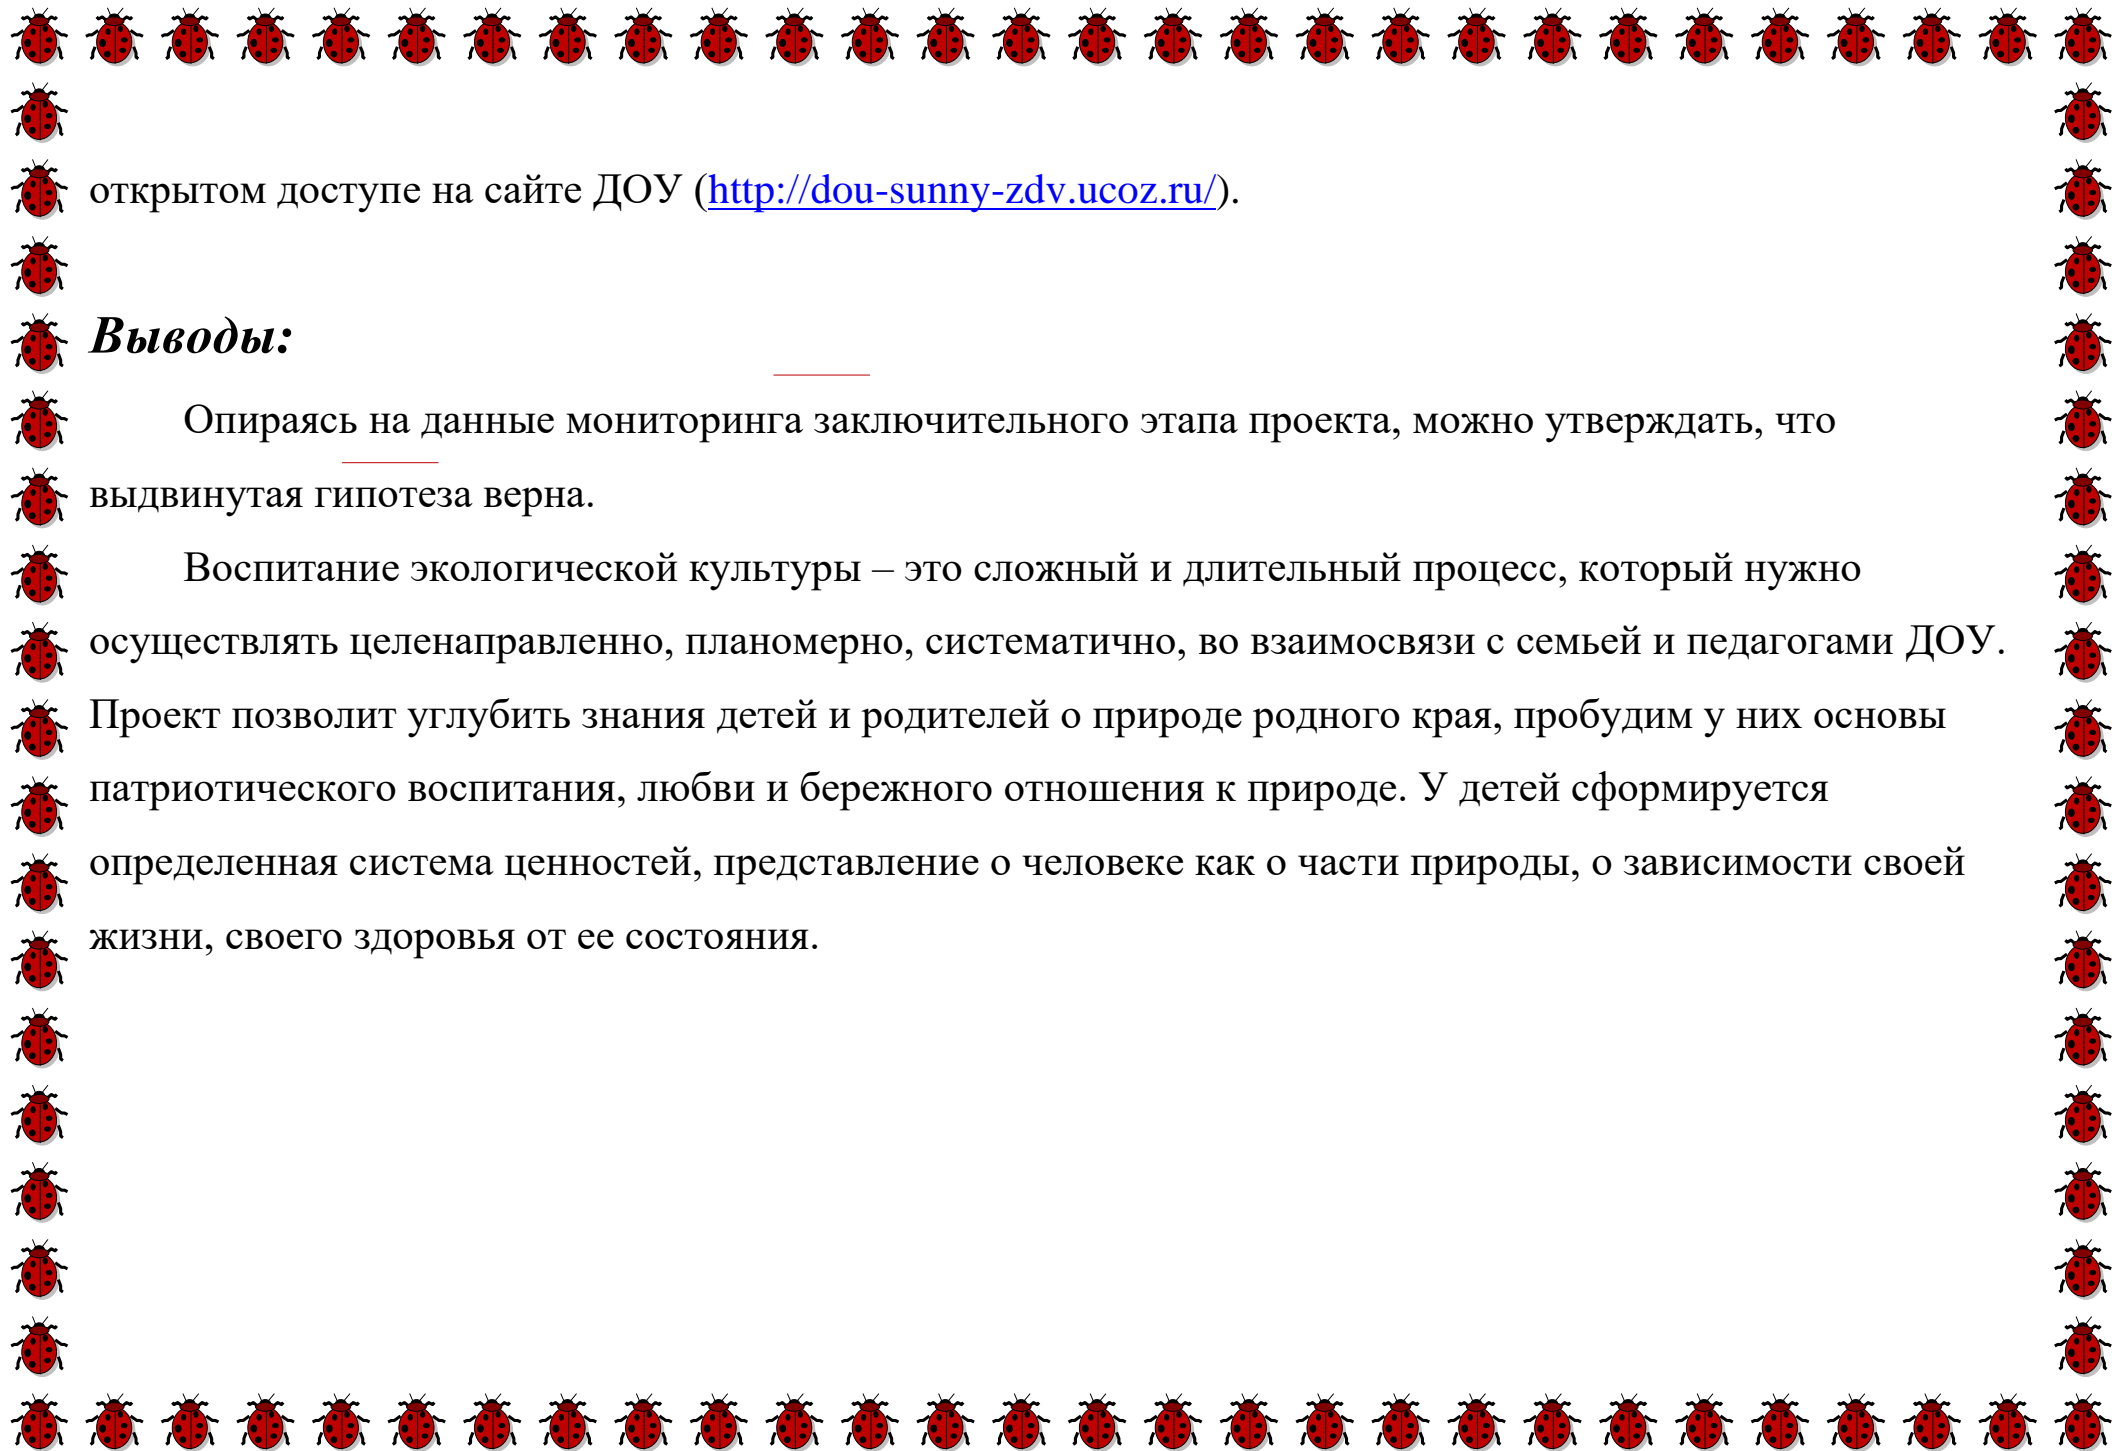 открытом доступе на сайте ДОУ (http://dou-sunny-zdv.ucoz.ru/).
Выводы:
Опираясь на данные мониторинга заключительного этапа проекта, можно утверждать, что
выдвинутая гипотеза верна.
Воспитание экологической культуры – это сложный и длительный процесс, который нужно
осуществлять целенаправленно, планомерно, систематично, во взаимосвязи с семьей и педагогами ДОУ.
Проект позволит углубить знания детей и родителей о природе родного края, пробудим у них основы
патриотического воспитания, любви и бережного отношения к природе. У детей сформируется
определенная система ценностей, представление о человеке как о части природы, о зависимости своей
жизни, своего здоровья от ее состояния.